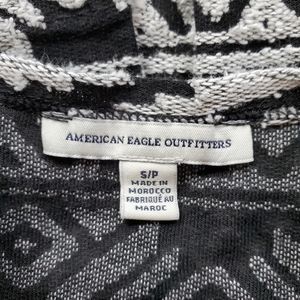 AMERICAN EAGLE OUTFITTERS
S/P
MADE IN
MOROCCO
FABRIQUÉ AU
MAROC